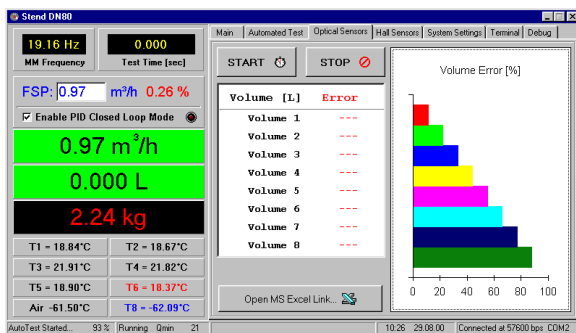 Stend DN80
19.16 Hz
0.000
MM Frequency
Test Time [sec]
FSP: 0.97 m³/h 0.26 %
Enable PID Closed Loop Mode
0.97 m³/h
0.000 L
2.24 kg
T1 = 18.84°C
T2 = 18.67°C
T3 = 21.91°C
T4 = 21.82°C
T5 = 18.90°C
T6 = 18.37°C
Air -61.50°C
T8 = -62.09°C
Main
Automated Test
Optical Sensors
Hall Sensors
System Settings
Terminal
Debug
START
STOP
Volume [L] Error
Volume 1 ---
Volume 2 ---
Volume 3 ---
Volume 4 ---
Volume 5 ---
Volume 6 ---
Volume 7 ---
Volume 8 ---
Open MS Excel Link...
Volume Error [%]
0 20 40 60 80 100
AutoTest Started... 93 % Running Qmin 21
10:26 29.08.00 Connected at 57600 bps COM2